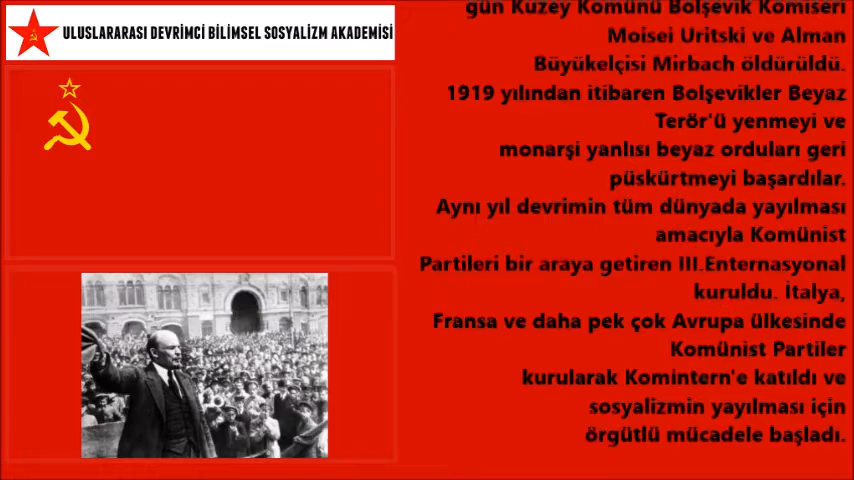 ULUSLARARASI DEVRİMCİ BİLİMSEL SOSYALİZM AKADEMİSİ
gün Kuzey Komünü Bolşevik Komiseri
Moisei Uritski ve Alman
Büyükelçisi Mirbach öldürüldü.
1919 yılından itibaren Bolşevikler Beyaz
Terör'ü yenmeyi ve
monarşi yanlısı beyaz orduları geri
püskürtmeyi başardılar.
Aynı yıl devrimin tüm dünyada yayılması
amacıyla Komünist
Partileri bir araya getiren III.Enternasyonal
kuruldu. İtalya,
Fransa ve daha pek çok Avrupa ülkesinde
Komünist Partiler
kurularak Komintern'e katıldı ve
sosyalizmin yayılması için
örgütlü mücadele başladı.